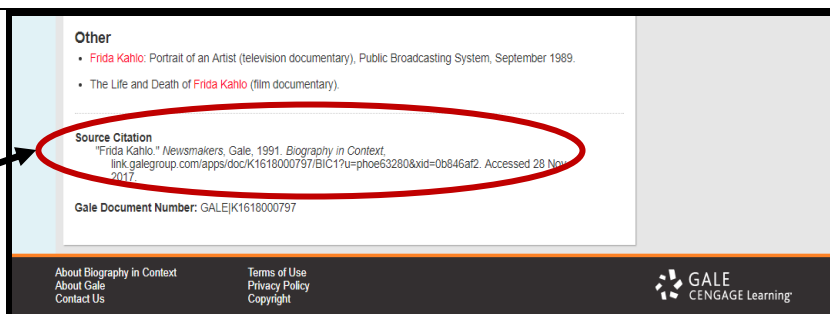 Other
• Frida Kahlo: Portrait of an Artist (television documentary), Public Broadcasting System, September 1989.
• The Life and Death of Frida Kahlo (film documentary).
Source Citation
"Frida Kahlo." Newsmakers, Gale, 1991. Biography in Context,
link.galegroup.com/apps/doc/K1618000797/BIC1?u=phoe63280&xid=0b846af2. Accessed 28 Nov
2017.
Gale Document Number: GALE|K1618000797
About Biography in Context
About Gale
Contact Us
Terms of Use
Privacy Policy
Copyright
GALE
CENGAGE Learning